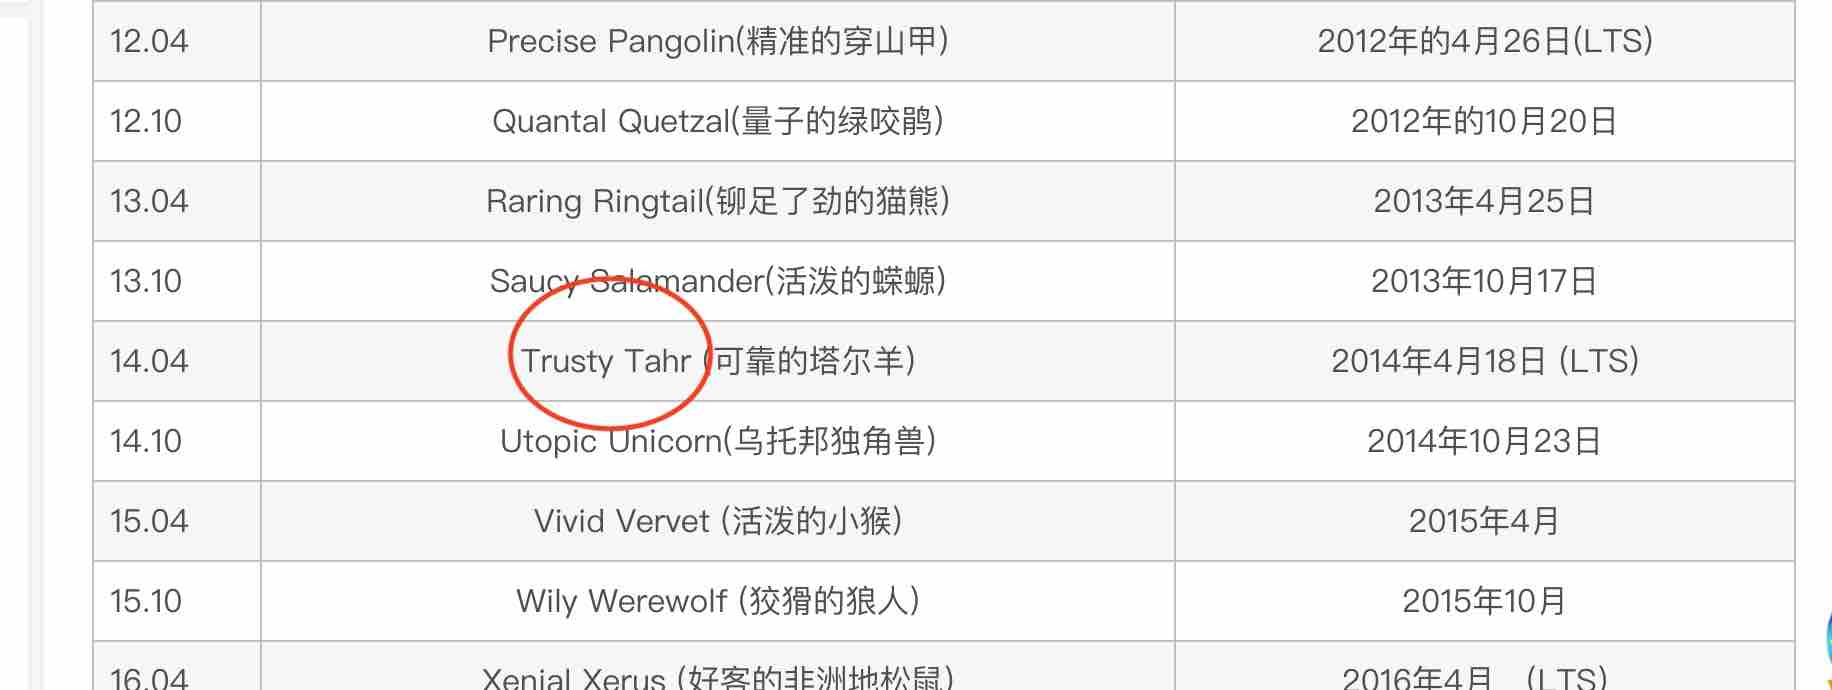 12.04 Precise Pangolin(精准的穿山甲) 2012年的4月26日(LTS)
12.10 Quantal Quetzal(量子的绿咬鹃) 2012年的10月20日
13.04 Raring Ringtail(铆足了劲的猫熊) 2013年4月25日
13.10 Saucy Salamander(活泼的蝾螈) 2013年10月17日
14.04 Trusty Tahr (可靠的塔尔羊) 2014年4月18日 (LTS)
14.10 Utopic Unicorn(乌托邦独角兽) 2014年10月23日
15.04 Vivid Vervet (活泼的小猴) 2015年4月
15.10 Wily Werewolf (狡猾的狼人) 2015年10月
16.04 Xenial Xerus (好客的非洲地松鼠) 2016年4月 (LTS)